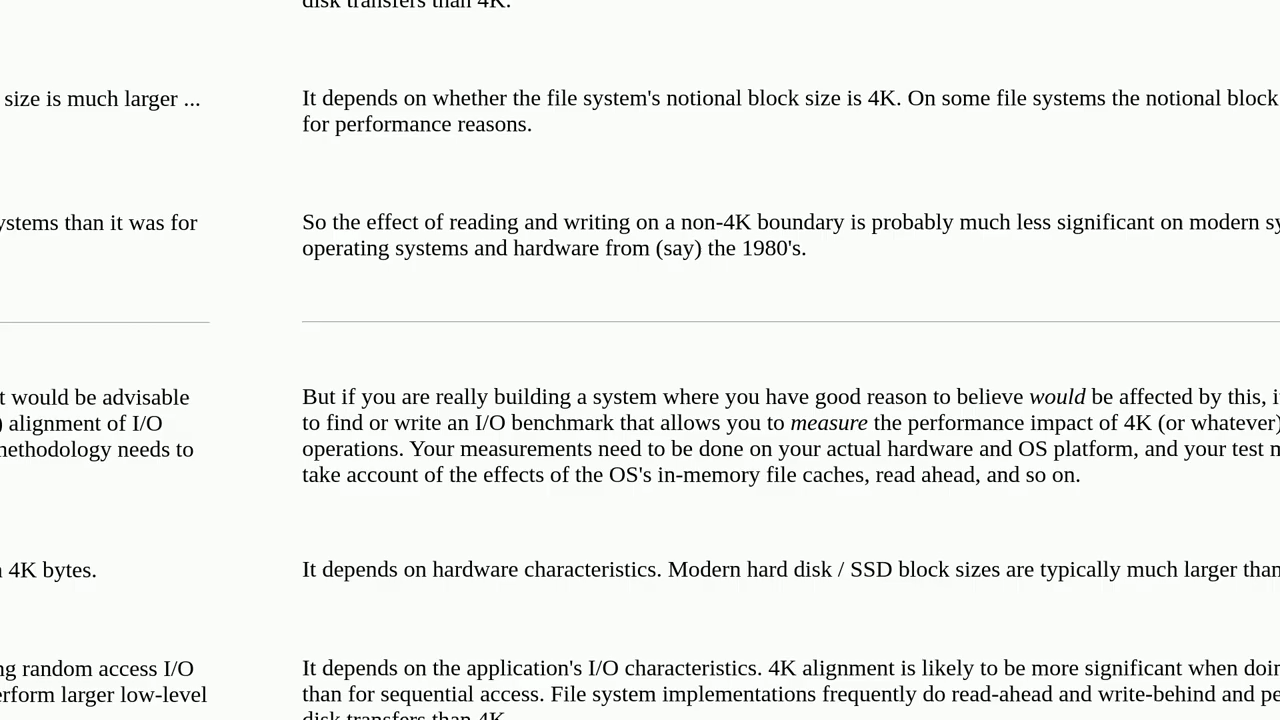 size is much larger ...
ystems than it was for
t would be advisable
) alignment of I/O
methodology needs to
4K bytes.
ng random access I/O
erform larger low-level
disk transfers than 4K.
It depends on whether the file system's notional block size is 4K. On some file systems the notional block
for performance reasons.
So the effect of reading and writing on a non-4K boundary is probably much less significant on modern sy
operating systems and hardware from (say) the 1980's.
But if you are really building a system where you have good reason to believe would be affected by this, i
to find or write an I/O benchmark that allows you to measure the performance impact of 4K (or whatever)
operations. Your measurements need to be done on your actual hardware and OS platform, and your test
take account of the effects of the OS's in-memory file caches, read ahead, and so on.
It depends on hardware characteristics. Modern hard disk / SSD block sizes are typically much larger than
It depends on the application's I/O characteristics. 4K alignment is likely to be more significant when doin
than for sequential access. File system implementations frequently do read-ahead and write-behind and pe
disk transfers than 4K.